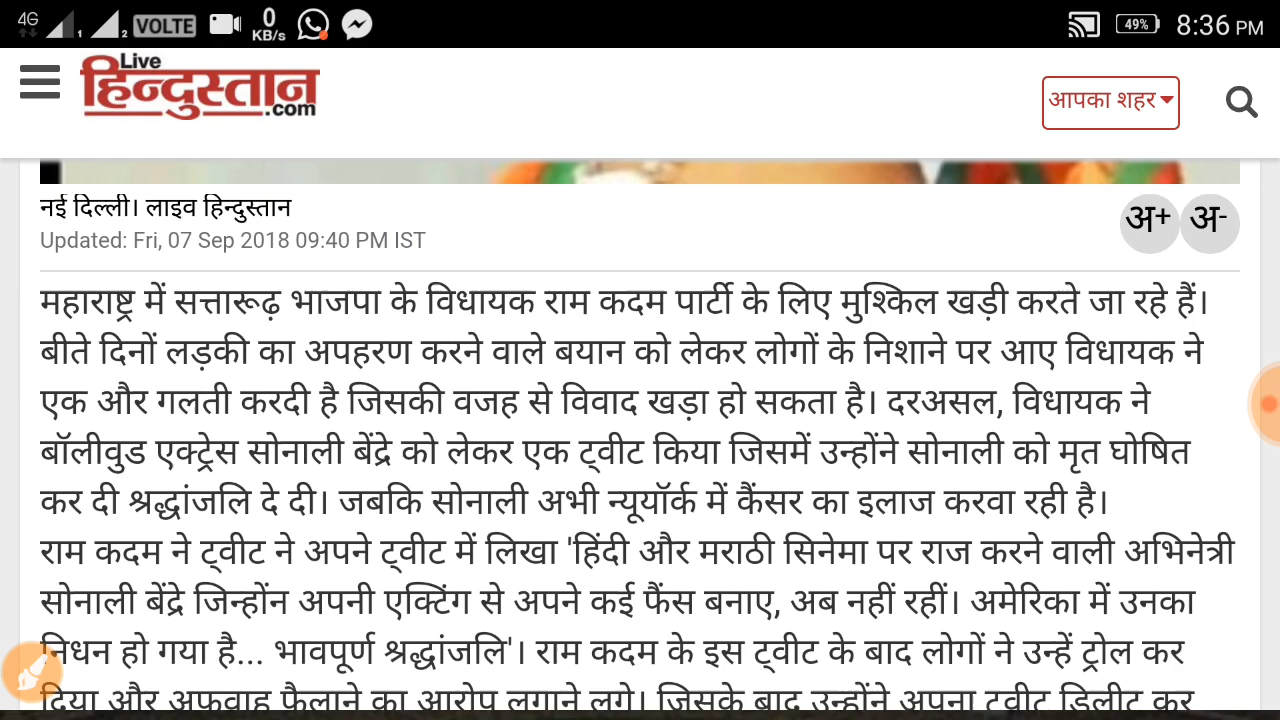 4G 1 2 VOLTE 0 KB/s 49% 8:36 PM
Live
हिन्दुस्तान
.com
आपका शहर
नई दिल्ली। लाइव हिन्दुस्तान
अ+ अ-
Updated: Fri, 07 Sep 2018 09:40 PM IST
महाराष्ट्र में सत्तारूढ़ भाजपा के विधायक राम कदम पार्टी के लिए मुश्किल खड़ी करते जा रहे हैं।
बीते दिनों लड़की का अपहरण करने वाले बयान को लेकर लोगों के निशाने पर आए विधायक ने
एक और गलती करदी है जिसकी वजह से विवाद खड़ा हो सकता है। दरअसल, विधायक ने
बॉलीवुड एक्ट्रेस सोनाली बेंद्रे को लेकर एक ट्वीट किया जिसमें उन्होंने सोनाली को मृत घोषित
कर दी श्रद्धांजलि दे दी। जबकि सोनाली अभी न्यूयॉर्क में कैंसर का इलाज करवा रही है।
राम कदम ने ट्वीट ने अपने ट्वीट में लिखा 'हिंदी और मराठी सिनेमा पर राज करने वाली अभिनेत्री
सोनाली बेंद्रे जिन्होंन अपनी एक्टिंग से अपने कई फैंस बनाए, अब नहीं रहीं। अमेरिका में उनका
निधन हो गया है... भावपूर्ण श्रद्धांजलि'। राम कदम के इस ट्वीट के बाद लोगों ने उन्हें ट्रोल कर
दिया और अफवाह फैलाने का आरोप लगाने लगे। जिसके बाद उन्होंने अपना ट्वीट डिलीट कर